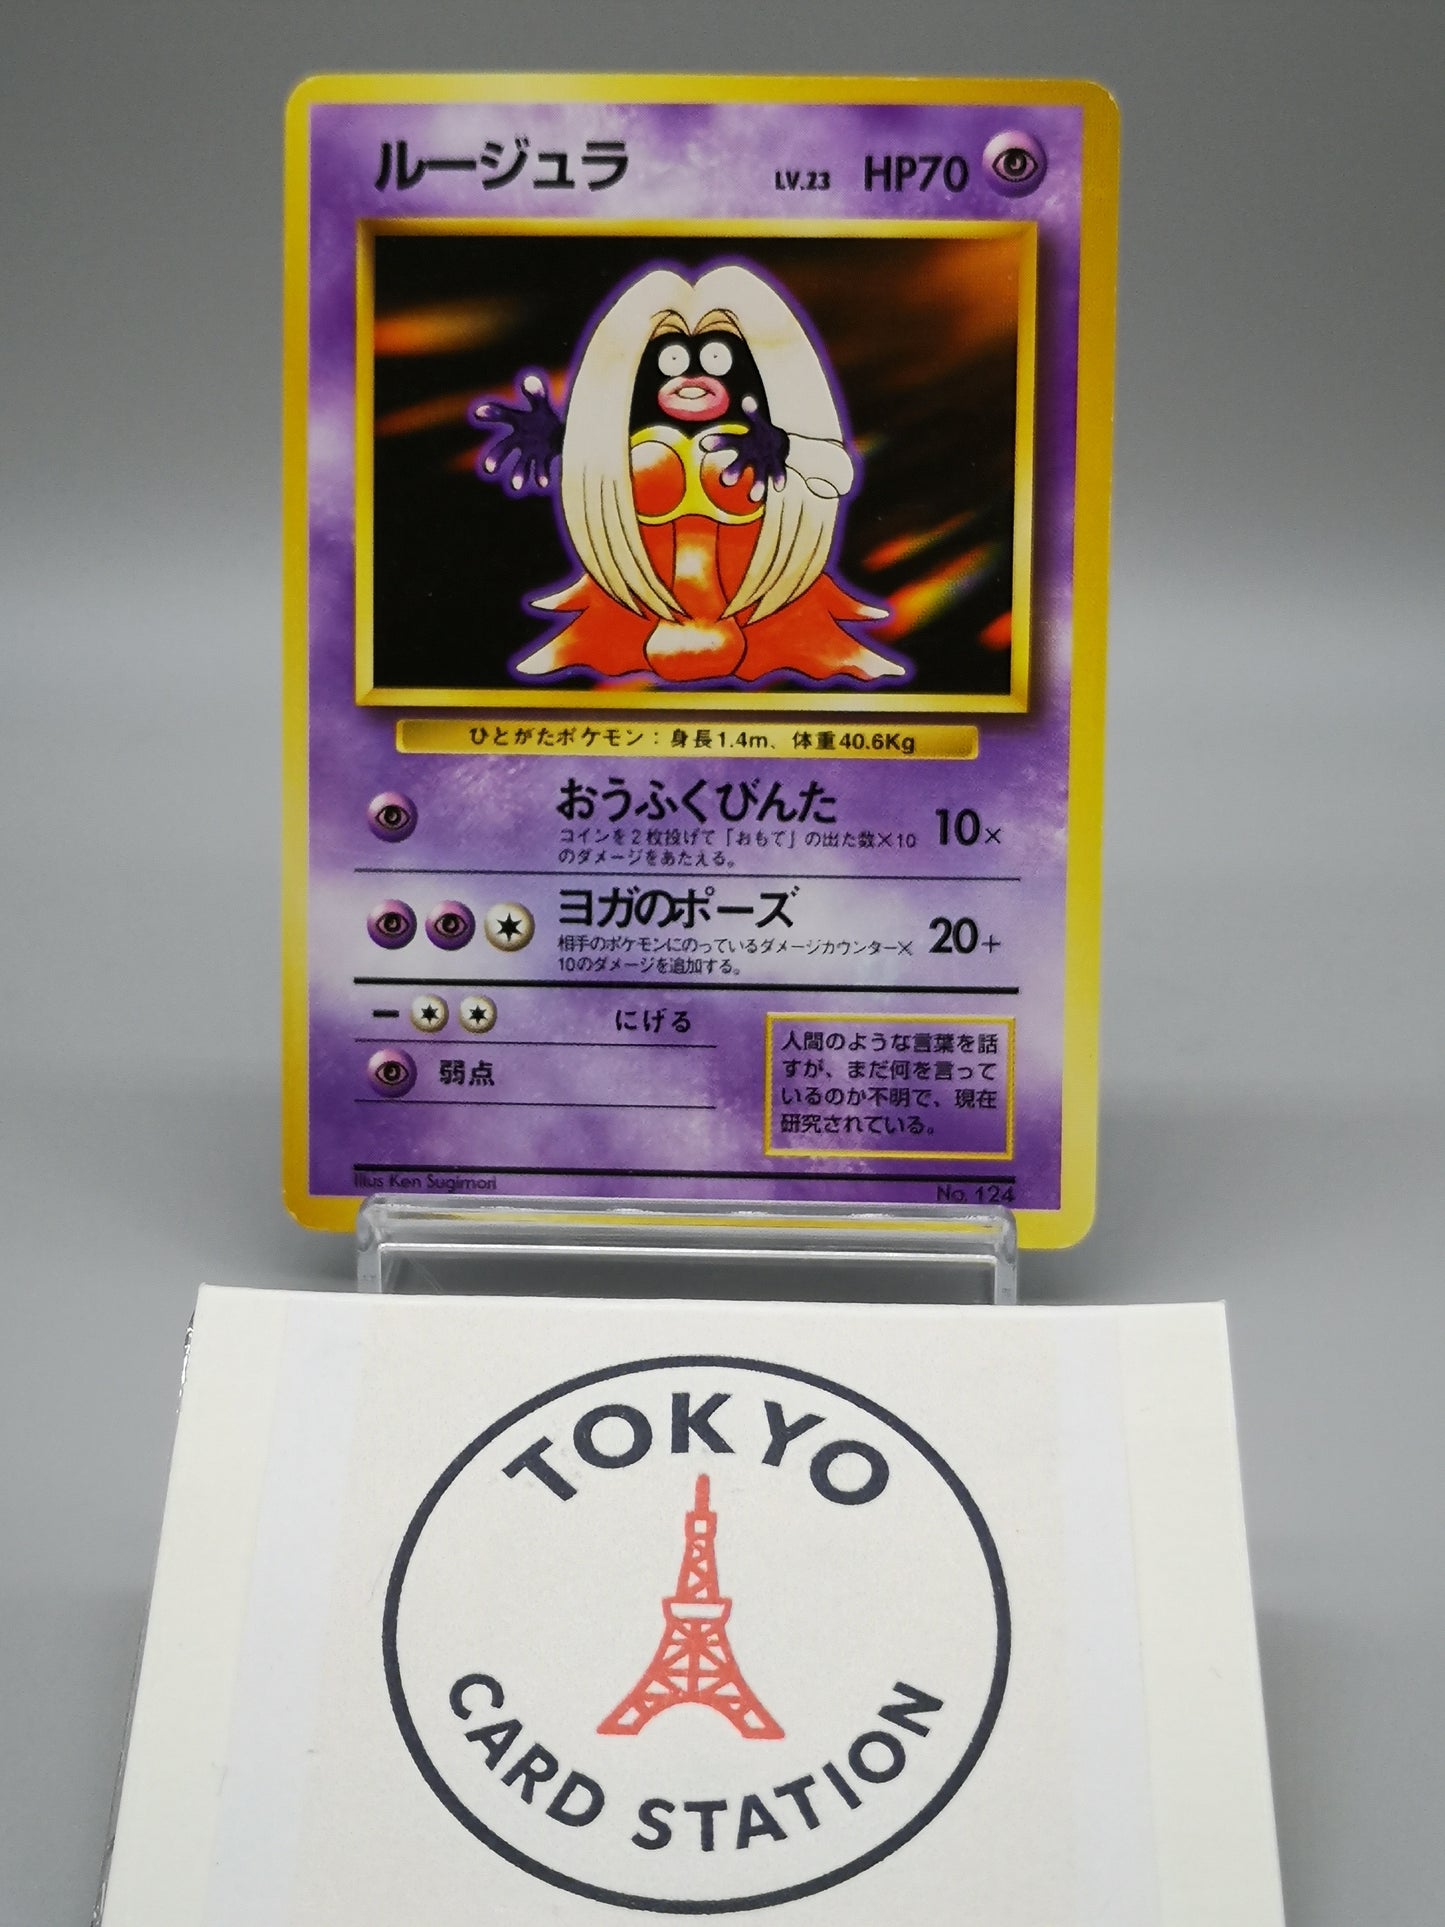 ルージュラ LV.23 HP70
ひとがたポケモン：身長1.4m、体重40.6Kg
おうふくびんた 10×
コインを2枚投げて「おもて」の出た数×10
のダメージをあたえる。
ヨガのポーズ 20+
相手のポケモンにのっているダメージカウンター×
10のダメージを追加する。
にげる
弱点
人間のような言葉を話
すが、まだ何を言って
いるのか不明で、現在
研究されている。
Illus Ken Sugimori
No. 124
TOKYO
CARD STATION